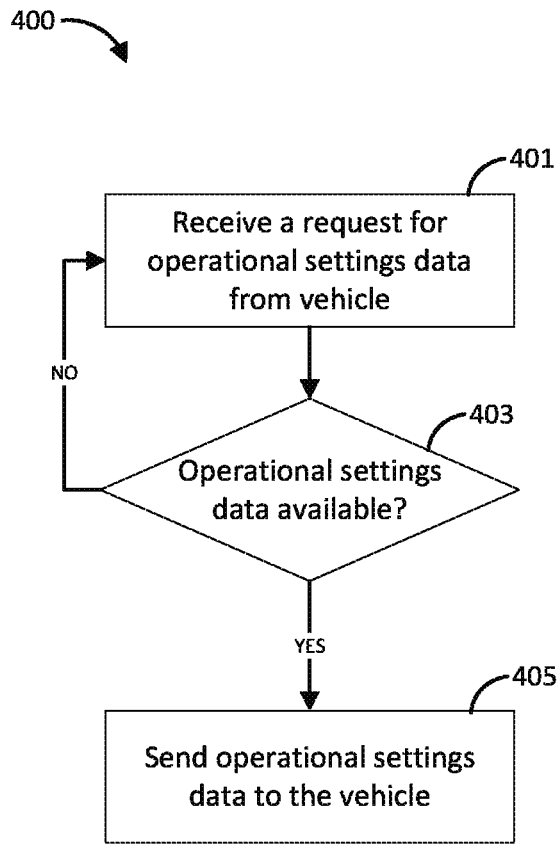 400
401
Receive a request for
operational settings data
from vehicle
NO
403
Operational settings
data available?
YES
405
Send operational settings
data to the vehicle